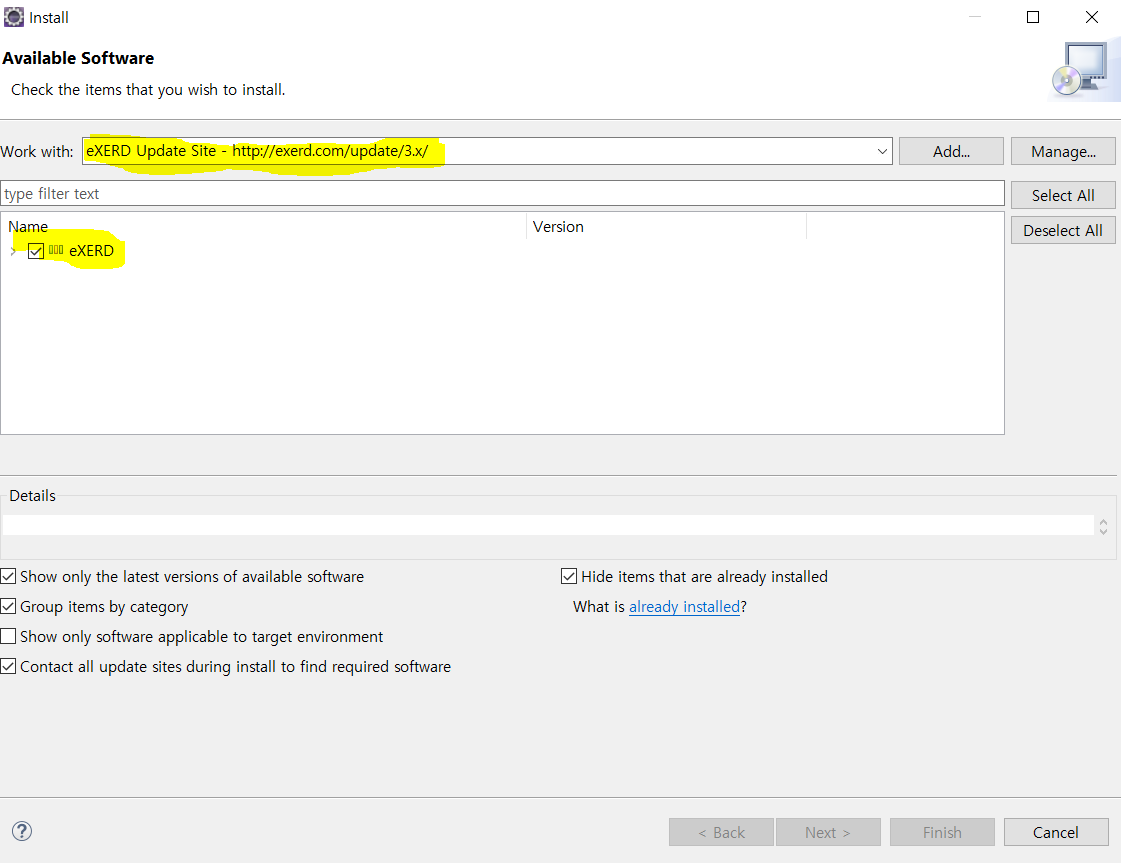 Install
Available Software
Check the items that you wish to install.
Work with: eXERD Update Site - http://exerd.com/update/3.x/ Add... Manage...
type filter text Select All
Name Version Deselect All
eXERD
Details
Show only the latest versions of available software Hide items that are already installed
Group items by category What is already installed?
Show only software applicable to target environment
Contact all update sites during install to find required software
? < Back Next > Finish Cancel